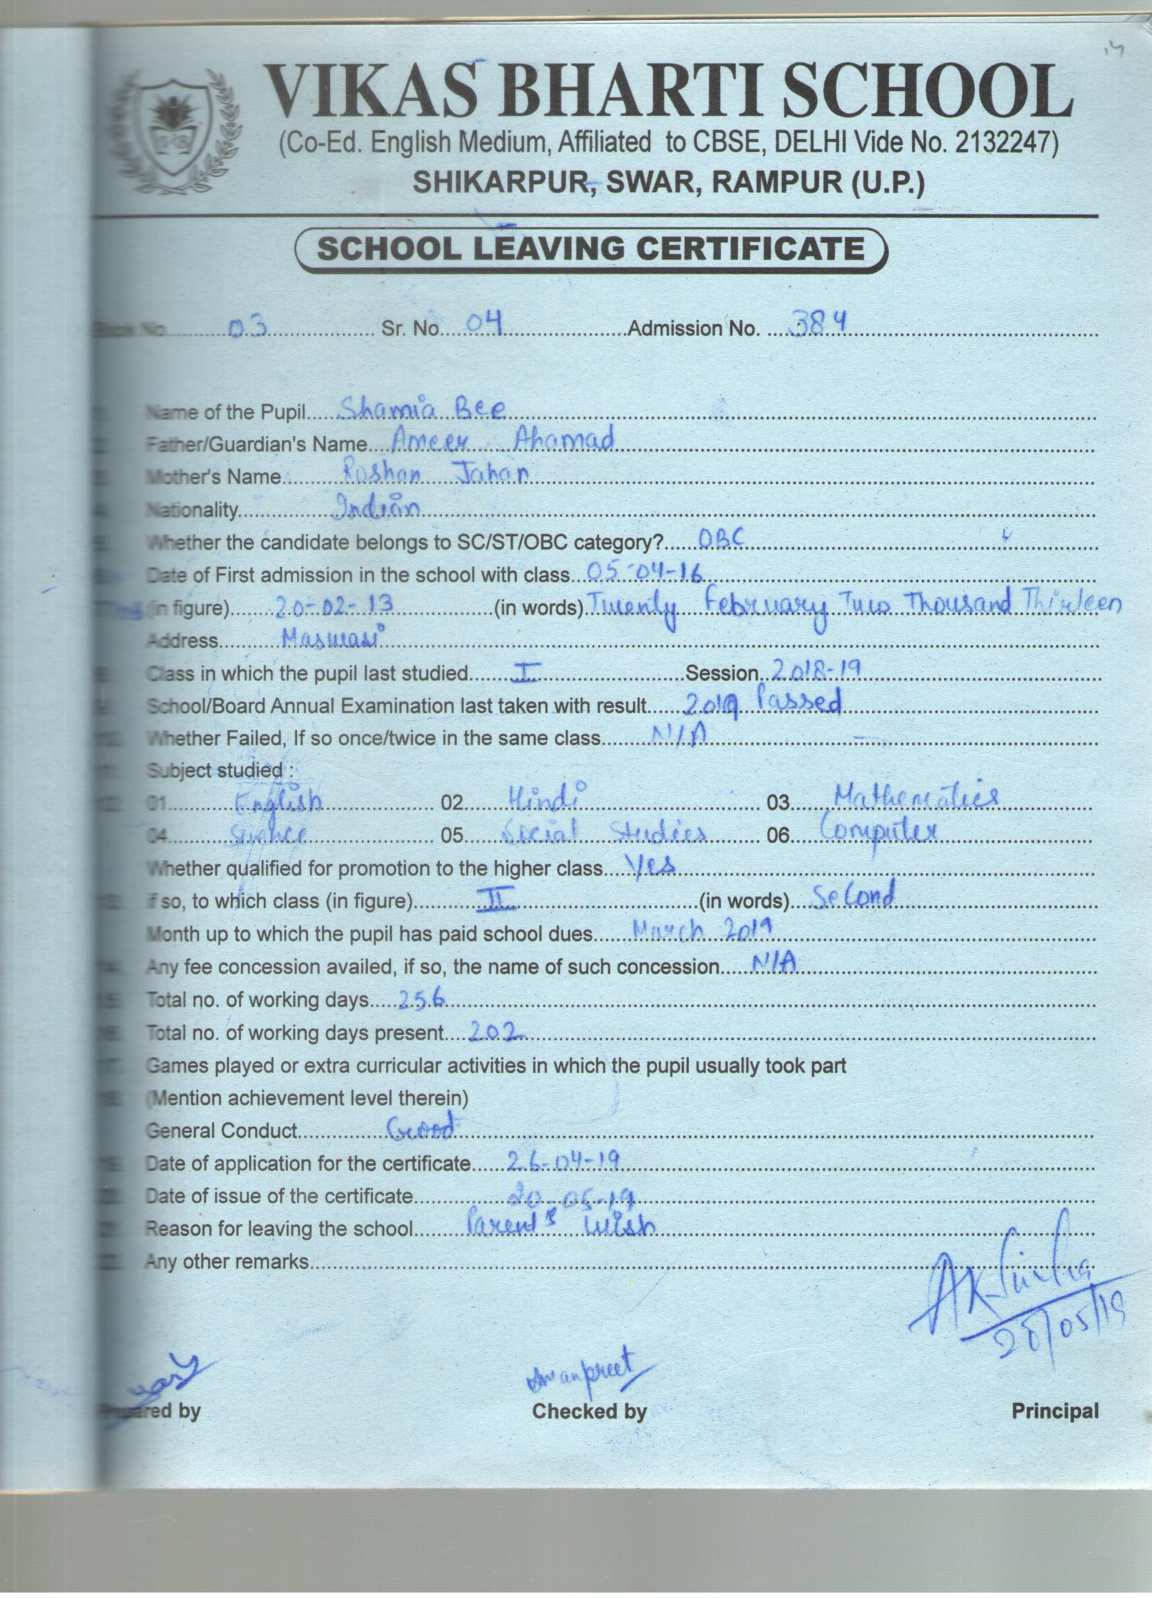 VIKAS BHARTI SCHOOL
(Co-Ed. English Medium, Affiliated to CBSE, DELHI Vide No. 2132247)
SHIKARPUR, SWAR, RAMPUR (U.P.)
SCHOOL LEAVING CERTIFICATE
Book No. 03 Sr. No. 04 Admission No. 384
Name of the Pupil Shamia Bee
Father/Guardian's Name Ameer Ahamad
Mother's Name Roshan Jahan
Nationality Indian
Whether the candidate belongs to SC/ST/OBC category? OBC
Date of First admission in the school with class 05-04-16
(in figure) 20-02-13 (in words) Twenty February Two Thousand Thirteen
Address Maswasi
Class in which the pupil last studied I Session 2018-19
School/Board Annual Examination last taken with result 2019 Passed
Whether Failed, If so once/twice in the same class N/A
Subject studied :
01 English 02 Hindi 03 Mathematics
04 Science 05 Social Studies 06 Computer
Whether qualified for promotion to the higher class Yes
if so, to which class (in figure) II (in words) Second
Month up to which the pupil has paid school dues March 2019
Any fee concession availed, if so, the name of such concession N/A
Total no. of working days 256
Total no. of working days present 202
Games played or extra curricular activities in which the pupil usually took part
(Mention achievement level therein)
General Conduct Good
Date of application for the certificate 26-04-19
Date of issue of the certificate 20-05-19
Reason for leaving the school Parent's wish
Any other remarks
AK Sinha
20/05/19
Amanpreet
Prepared by Checked by Principal